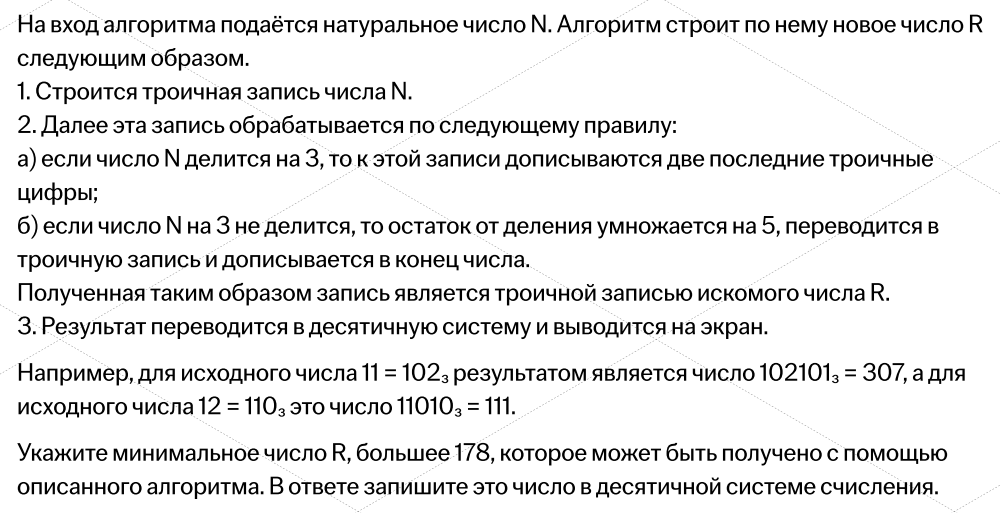 На вход алгоритма подаётся натуральное число N. Алгоритм строит по нему новое число R
следующим образом.
1. Строится троичная запись числа N.
2. Далее эта запись обрабатывается по следующему правилу:
а) если число N делится на 3, то к этой записи дописываются две последние троичные
цифры;
б) если число N на 3 не делится, то остаток от деления умножается на 5, переводится в
троичную запись и дописывается в конец числа.
Полученная таким образом запись является троичной записью искомого числа R.
3. Результат переводится в десятичную систему и выводится на экран.
Например, для исходного числа 11 = 102₃ результатом является число 102101₃ = 307, а для
исходного числа 12 = 110₃ это число 11010₃ = 111.
Укажите минимальное число R, большее 178, которое может быть получено с помощью
описанного алгоритма. В ответе запишите это число в десятичной системе счисления.